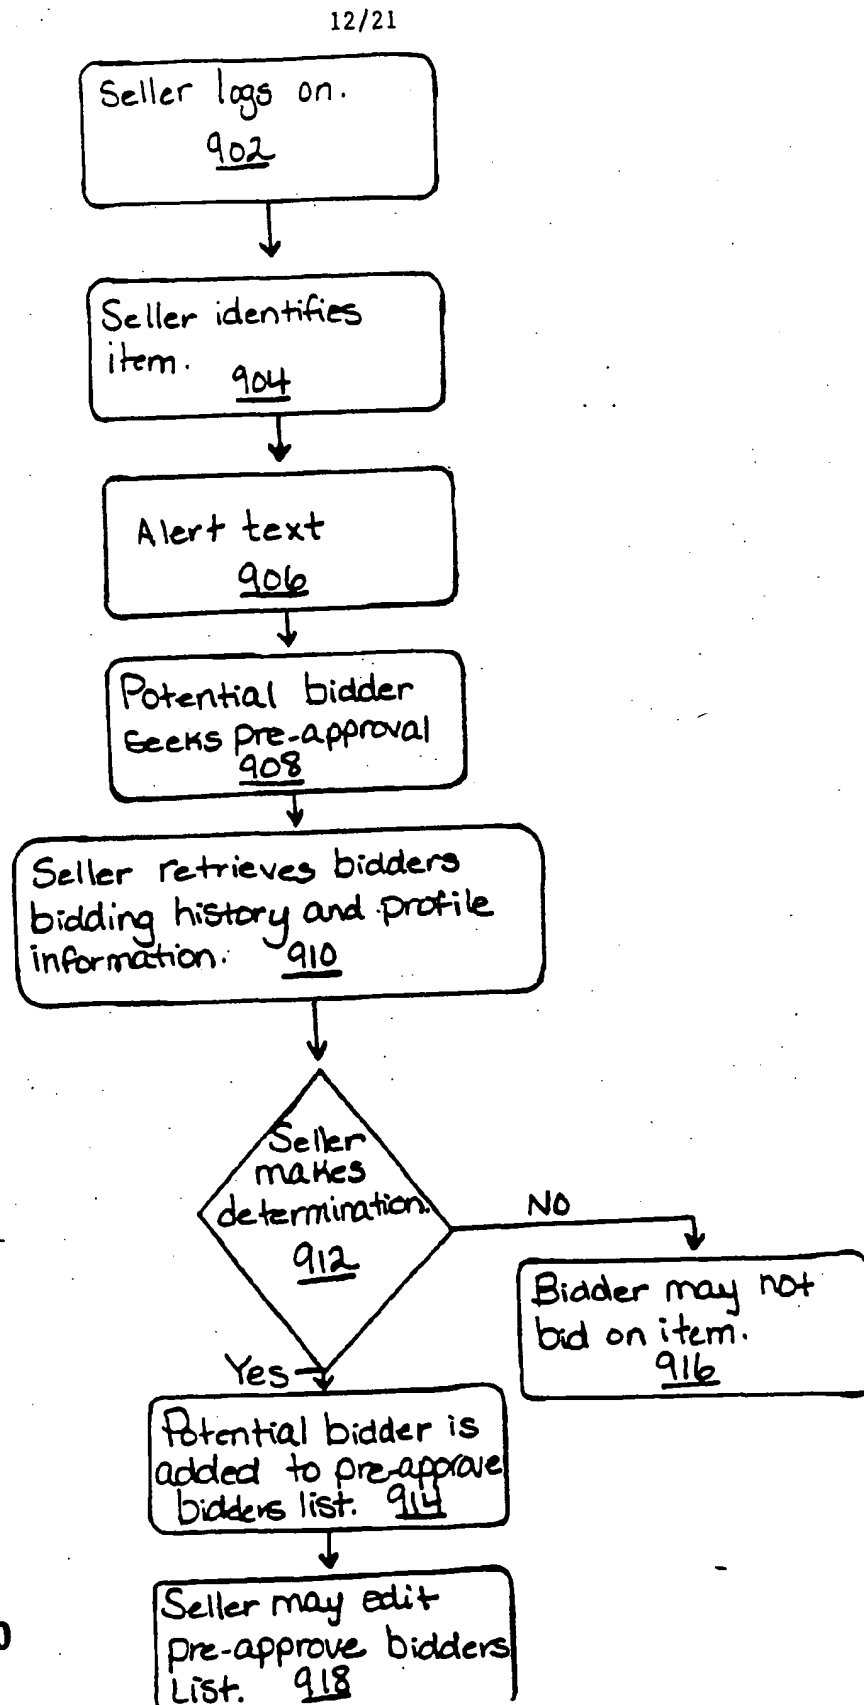 12/21
Seller logs on.
902
Seller identifies
item.
904
Alert text
906
Potential bidder
seeks pre-approval
908
Seller retrieves bidders
bidding history and profile
information. 910
Seller
makes
determination.
912
NO
Bidder may not
bid on item.
916
Yes
Potential bidder is
added to pre-approve
bidders list. 914
Seller may edit
pre-approve bidders
List. 918